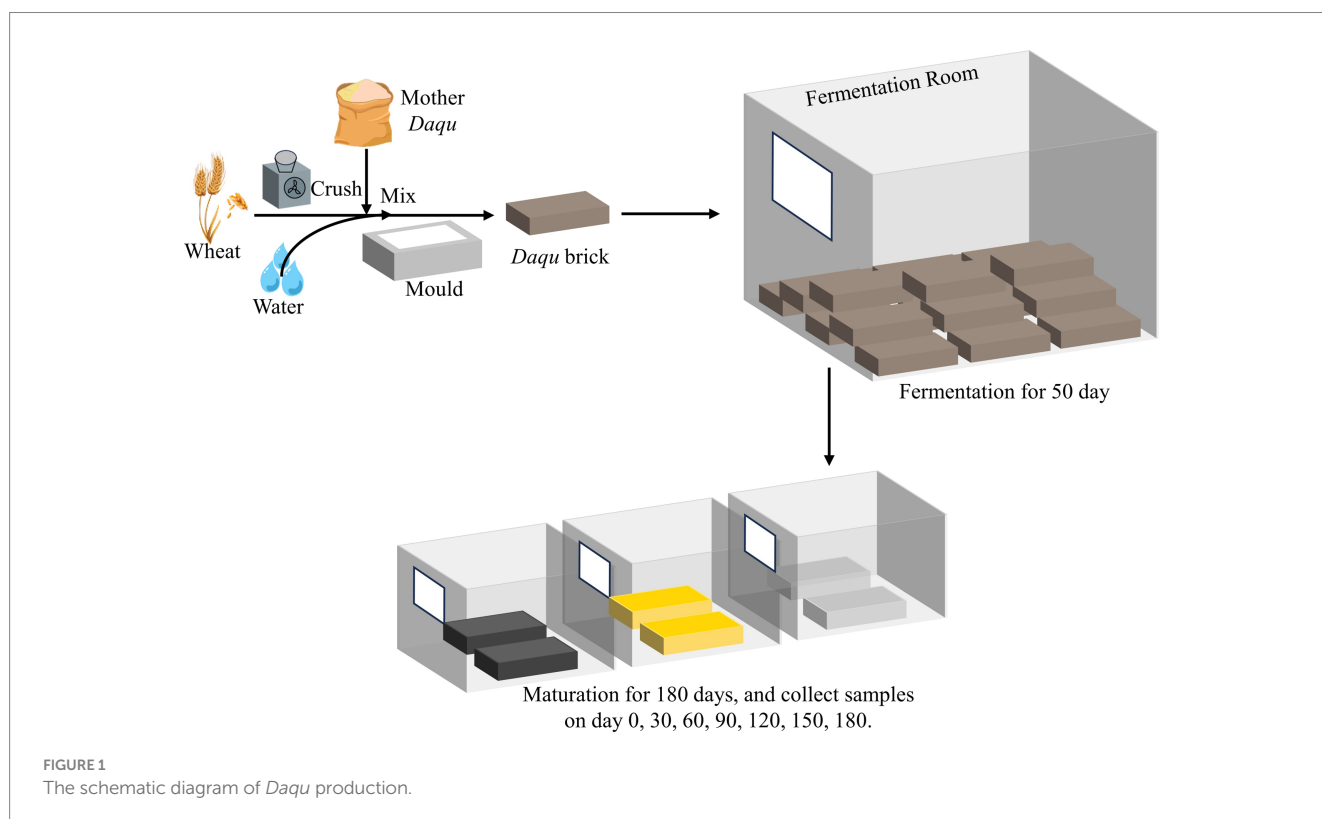 Mother
Daqu
Crush
Mix
Wheat
Water
Mould
Daqu brick
Fermentation Room
Fermentation for 50 day
Maturation for 180 days, and collect samples
on day 0, 30, 60, 90, 120, 150, 180.
FIGURE 1
The schematic diagram of Daqu production.